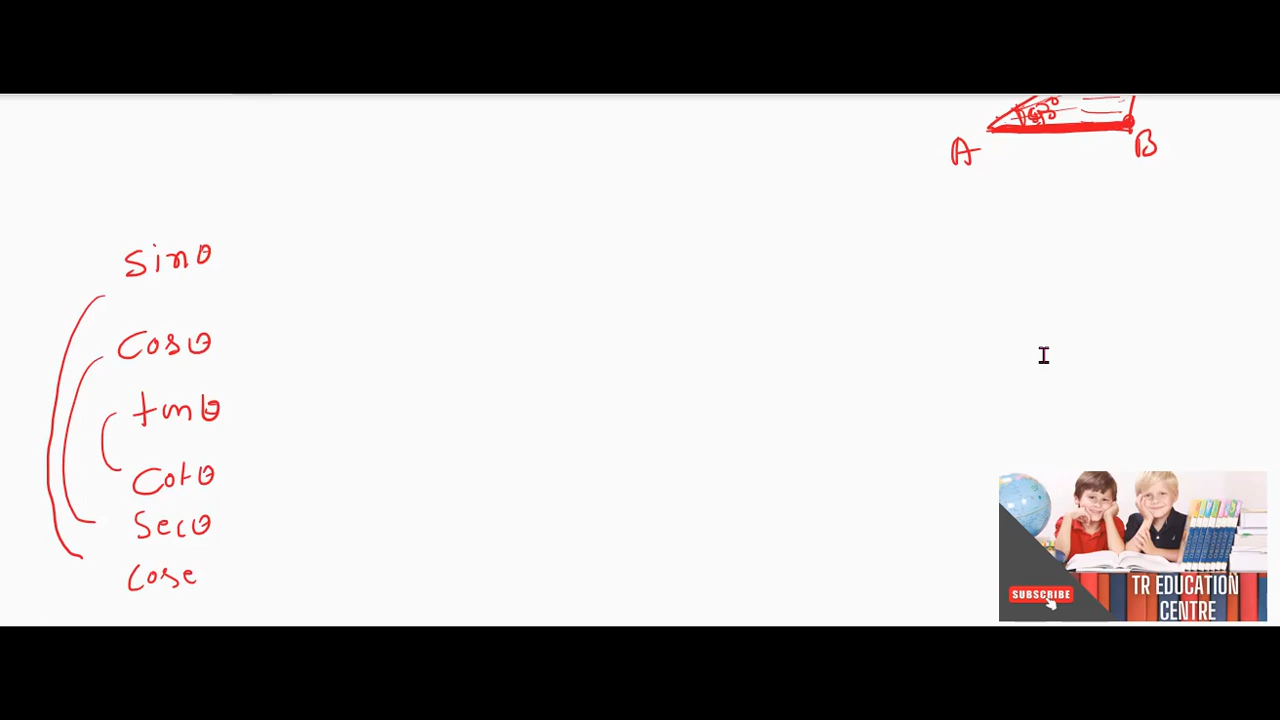 A
B
sinθ
Cosθ
tanθ
Cotθ
Secθ
Cose
SUBSCRIBE
TR EDUCATION
CENTRE